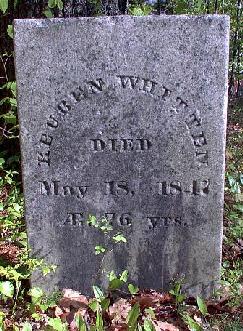 REUBEN WHITTEN
DIED
May 18, 1847
Æ. 76 yrs.